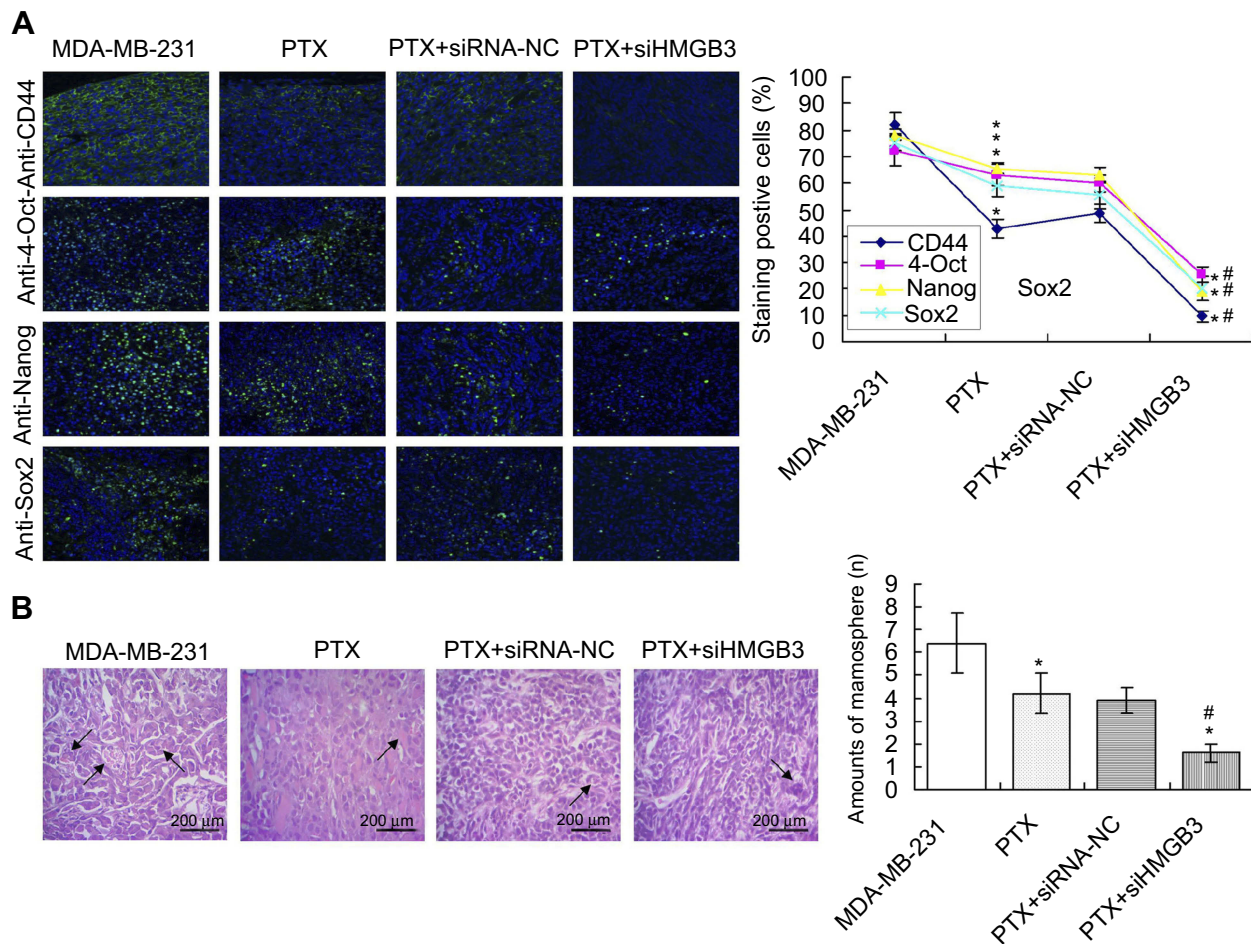 A
MDA-MB-231 PTX PTX+siRNA-NC PTX+siHMGB3
Anti-4-Oct-Anti-CD44
Anti-Nanog
Anti-Sox2
Staining postive cells (%)
100
90
80
70
60
50
40
30
20
10
0
* * *
*
CD44
4-Oct
Nanog
Sox2
Sox2
* #
* #
* #
MDA-MB-231
PTX
PTX+siRNA-NC
PTX+siHMGB3
B
MDA-MB-231 PTX PTX+siRNA-NC PTX+siHMGB3
200 μm 200 μm 200 μm 200 μm
Amounts of mamosphere (n)
9
8
7
6
5
4
3
2
1
0
*
#
*
MDA-MB-231
PTX
PTX+siRNA-NC
PTX+siHMGB3